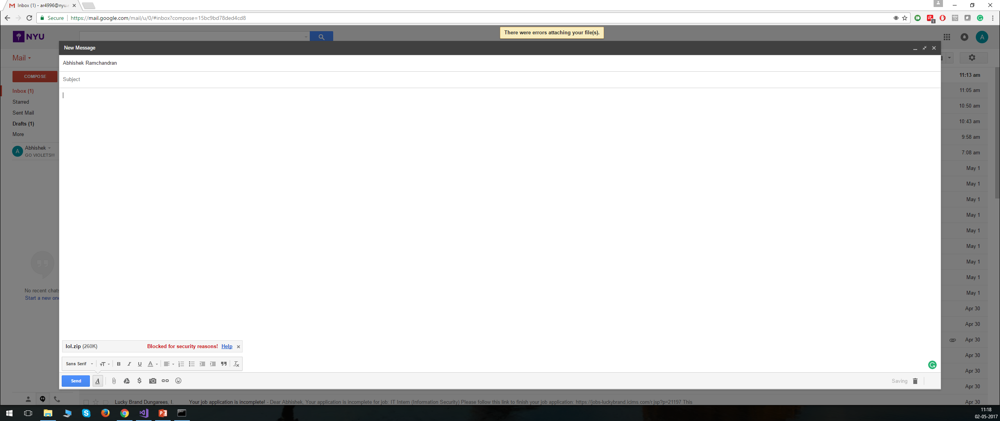 Inbox (1) - ar4996@nyu.e
Secure https://mail.google.com/mail/u/0/#inbox?compose=15bc9bd78ded4cd8
1
NYU
There were errors attaching your file(s).
A
New Message
Mail
Abhishek Ramchandran
COMPOSE
Subject
11:13 am
Inbox (1)
11:05 am
Starred
10:50 am
Sent Mail
10:43 am
Drafts (1)
More
9:58 am
A Abhishek
GO VIOLETS!!!
7:08 am
May 1
May 1
May 1
May 1
May 1
May 1
May 1
May 1
No recent chats
Start a new one
May 1
Apr 30
Apr 30
Apr 30
lol.zip (260K) Blocked for security reasons! Help
Apr 30
Sans Serif
Apr 30
Send
Saving
Apr 30
Lucky Brand Dungarees, I. Your job application is incomplete! - Dear Abhishek, Your application is incomplete for job: IT Intern (Information Security) Please follow this link to finish your job application: https://jobs-luckybrand.icims.com/r.jsp?p=21197 This Apr 30
11:18
02-05-2017